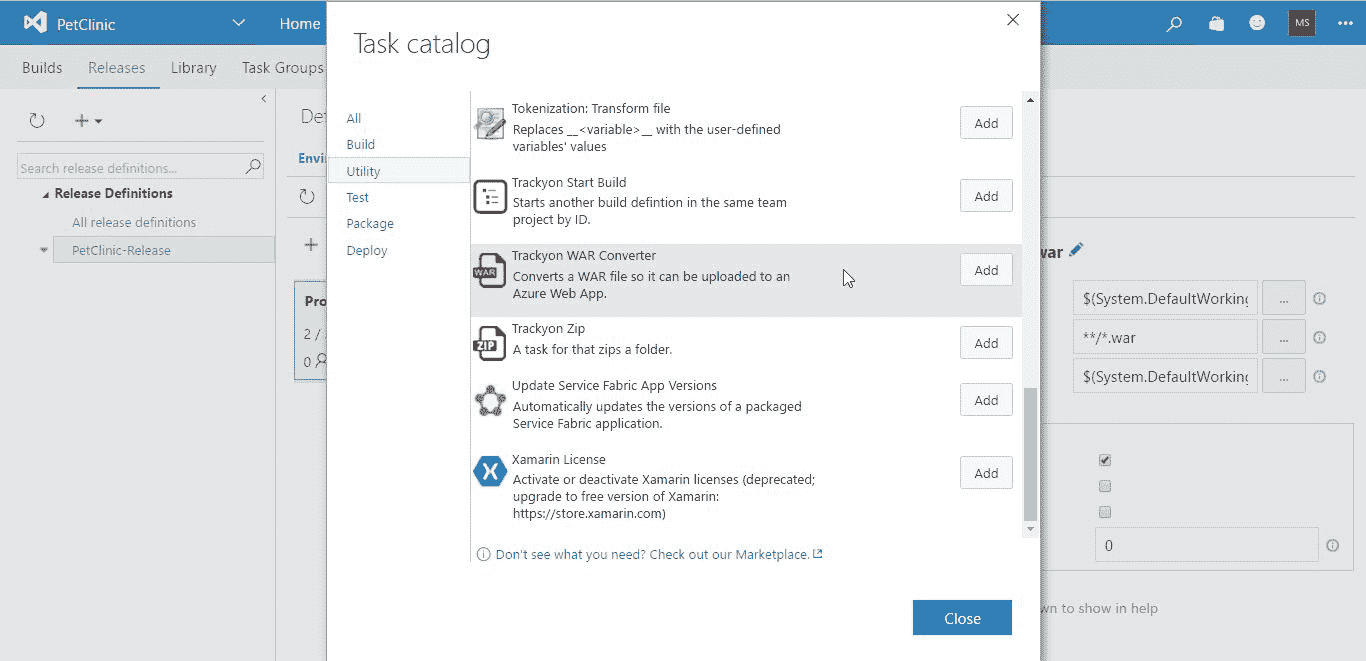 PetClinic
Home
MS
Task catalog
Builds
Releases
Library
Task Groups
Search release definitions...
Release Definitions
All release definitions
PetClinic-Release
All
Build
Utility
Test
Package
Deploy
Tokenization: Transform file
Replaces __<variable>__ with the user-defined
variables' values
Add
Trackyon Start Build
Starts another build defintion in the same team
project by ID.
Add
WAR
Trackyon WAR Converter
Converts a WAR file so it can be uploaded to an
Azure Web App.
Add
ZIP
Trackyon Zip
A task for that zips a folder.
Add
Update Service Fabric App Versions
Automatically updates the versions of a packaged
Service Fabric application.
Add
Xamarin License
Activate or deactivate Xamarin licenses (deprecated;
upgrade to free version of Xamarin:
https://store.xamarin.com)
Add
Don't see what you need? Check out our Marketplace.
Close
$(System.DefaultWorking
...
**/*.war
...
$(System.DefaultWorking
...
0
to show in help